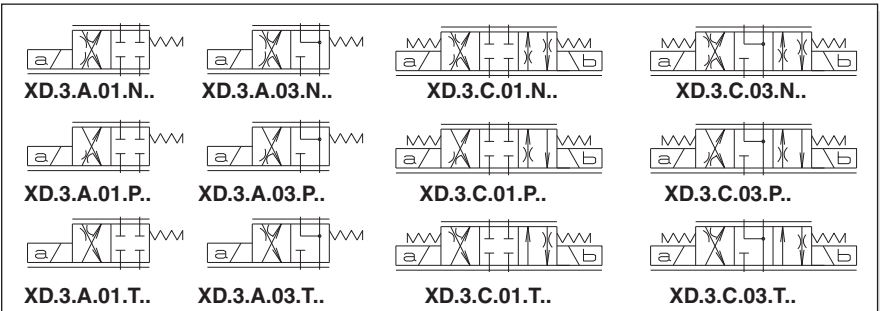 a a a b a b
XD.3.A.01.N.. XD.3.A.03.N.. XD.3.C.01.N.. XD.3.C.03.N..
a a a b a b
XD.3.A.01.P.. XD.3.A.03.P.. XD.3.C.01.P.. XD.3.C.03.P..
a a a b a b
XD.3.A.01.T.. XD.3.A.03.T.. XD.3.C.01.T.. XD.3.C.03.T..